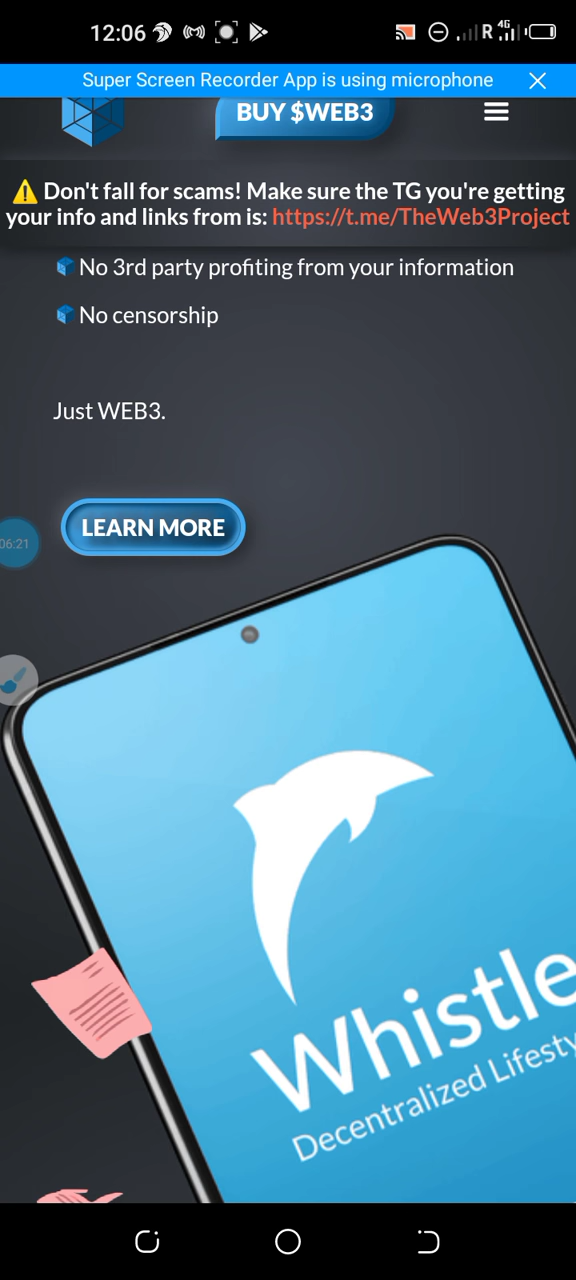 12:06
R 4G
Super Screen Recorder App is using microphone
BUY $WEB3
⚠️ Don't fall for scams! Make sure the TG you're getting
your info and links from is: https://t.me/TheWeb3Project
No 3rd party profiting from your information
No censorship
Just WEB3.
LEARN MORE
06:21
Whistle
Decentralized Lifesty